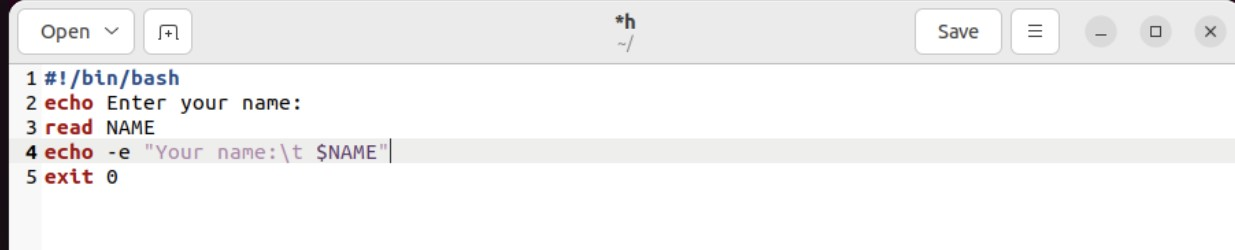 Open
*h
~/
Save
1 #!/bin/bash
2 echo Enter your name:
3 read NAME
4 echo -e "Your name:\t $NAME"
5 exit 0